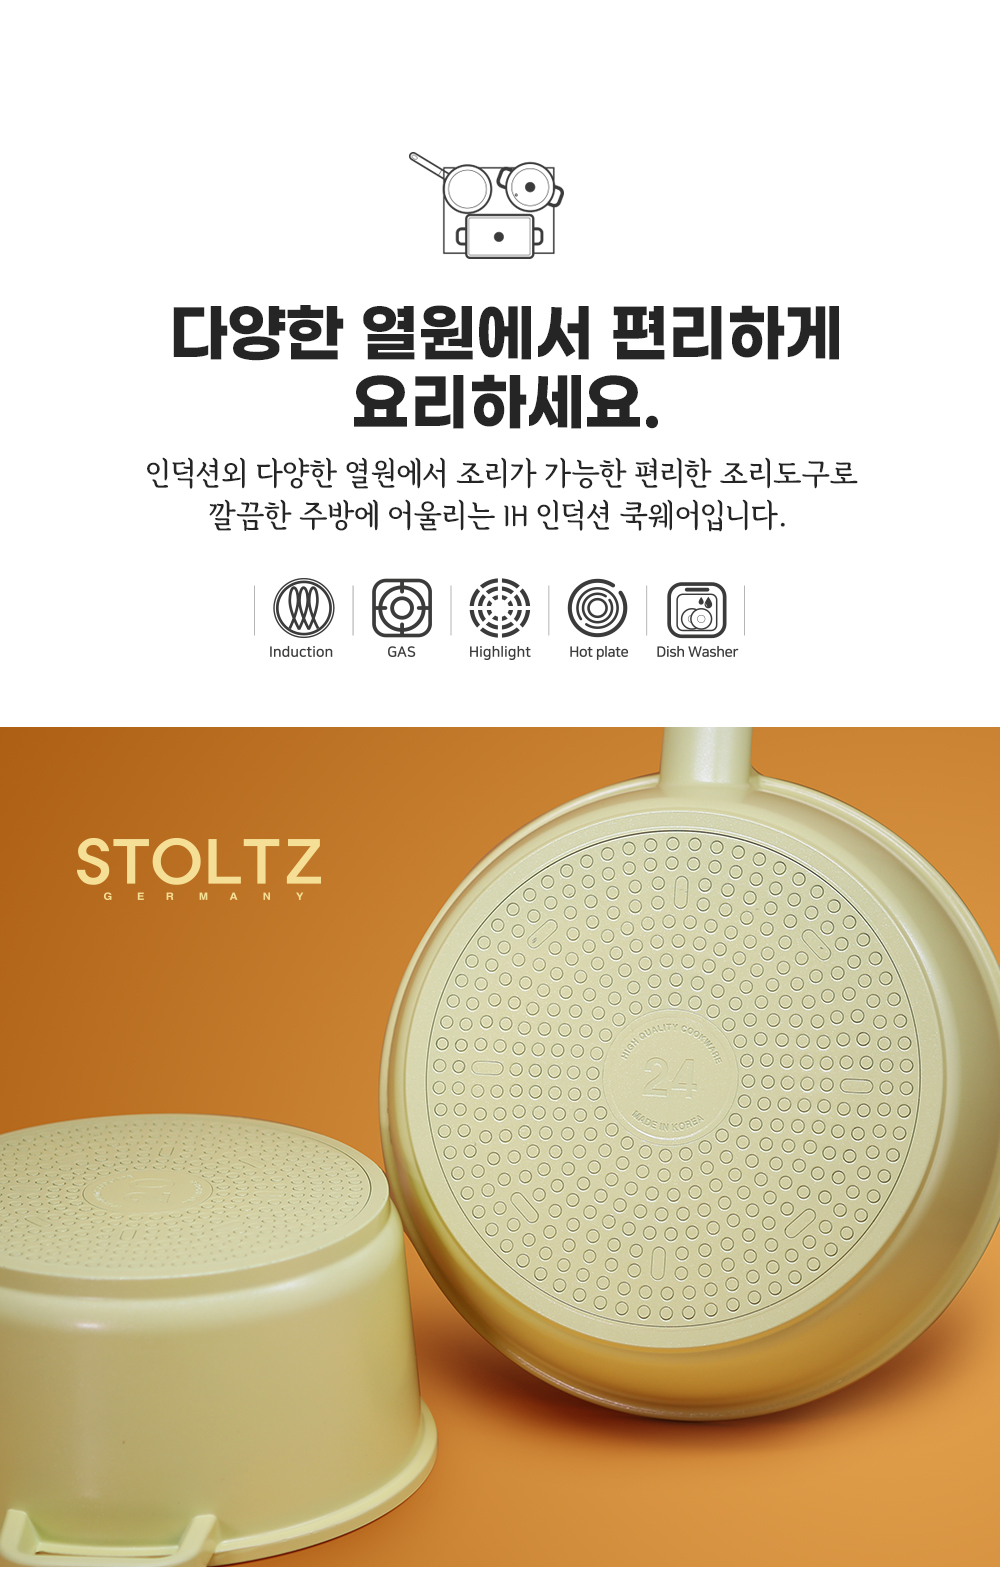 다양한 열원에서 편리하게
요리하세요.
인덕션외 다양한 열원에서 조리가 가능한 편리한 조리도구로
깔끔한 주방에 어울리는 IH 인덕션 쿡웨어입니다.
Induction
GAS
Highlight
Hot plate
Dish Washer
STOLTZ
GERMANY
HIGH QUALITY COOKWARE
24
MADE IN KOREA